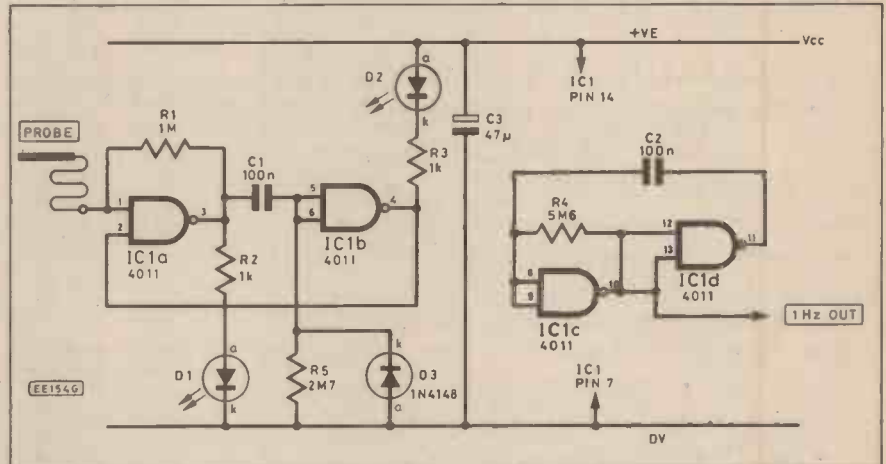 +VE
Vcc
a
D2
k
IC1
PIN 14
C3
47µ
R1
1M
PROBE
C1
100n
R3
1k
C2
100n
R4
5M6
1
2
3
5
6
4
8
9
10
12
13
11
IC1a
4011
R2
1k
IC1b
4011
IC1c
4011
IC1d
4011
1Hz OUT
D1
a
k
R5
2M7
k
D3
1N4148
a
IC1
PIN 7
EE154G
0V